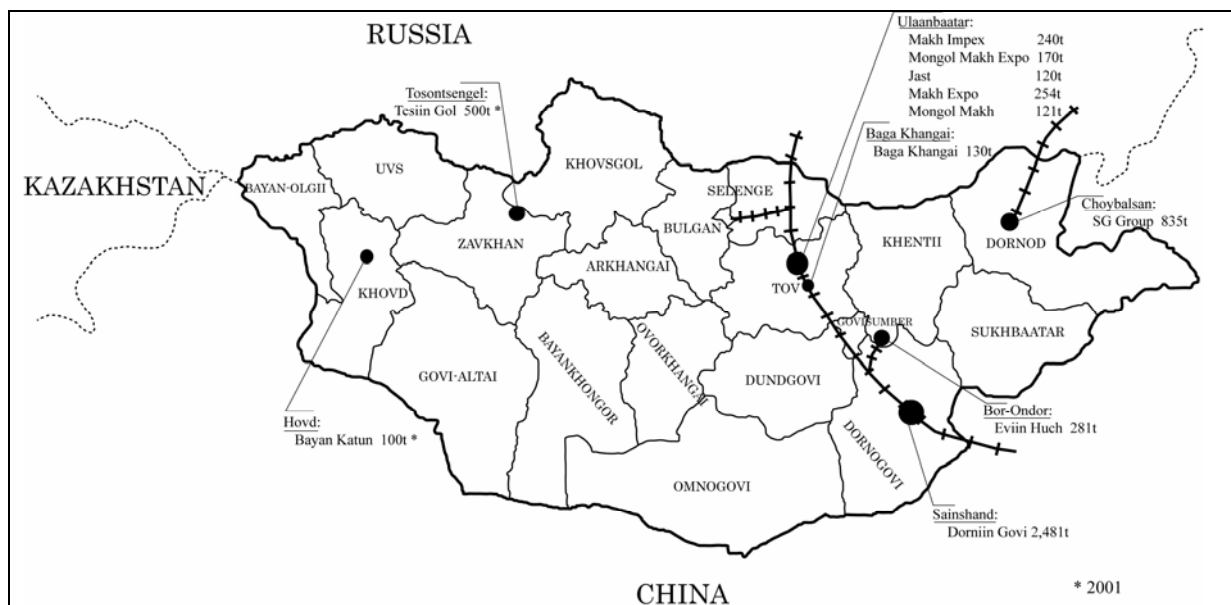 RUSSIA
Ulaanbaatar:
Makh Impex 240t
Mongol Makh Expo 170t
Jast 120t
Makh Expo 254t
Mongol Makh 121t
Tosontsengel:
Tesiin Gol 500t *
Baga Khangai:
Baga Khangai 130t
KAZAKHSTAN
UVS
KHOVSGOL
BAYAN-OLGII
SELENGE
Choybalsan:
SG Group 835t
BULGAN
KHENTII
DORNOD
ZAVKHAN
ARKHANGAI
TOV
KHOVD
GOVISUMBER
SUKHBAATAR
GOVI-ALTAI
BAYANKHONGOR
OVORKHANGAI
DUNDGOVI
Bor-Ondor:
Eviin Huch 281t
Hovd:
Bayan Katun 100t *
DORNOGOVI
OMNOGOVI
Sainshand:
Dorniin Govi 2,481t
CHINA
* 2001